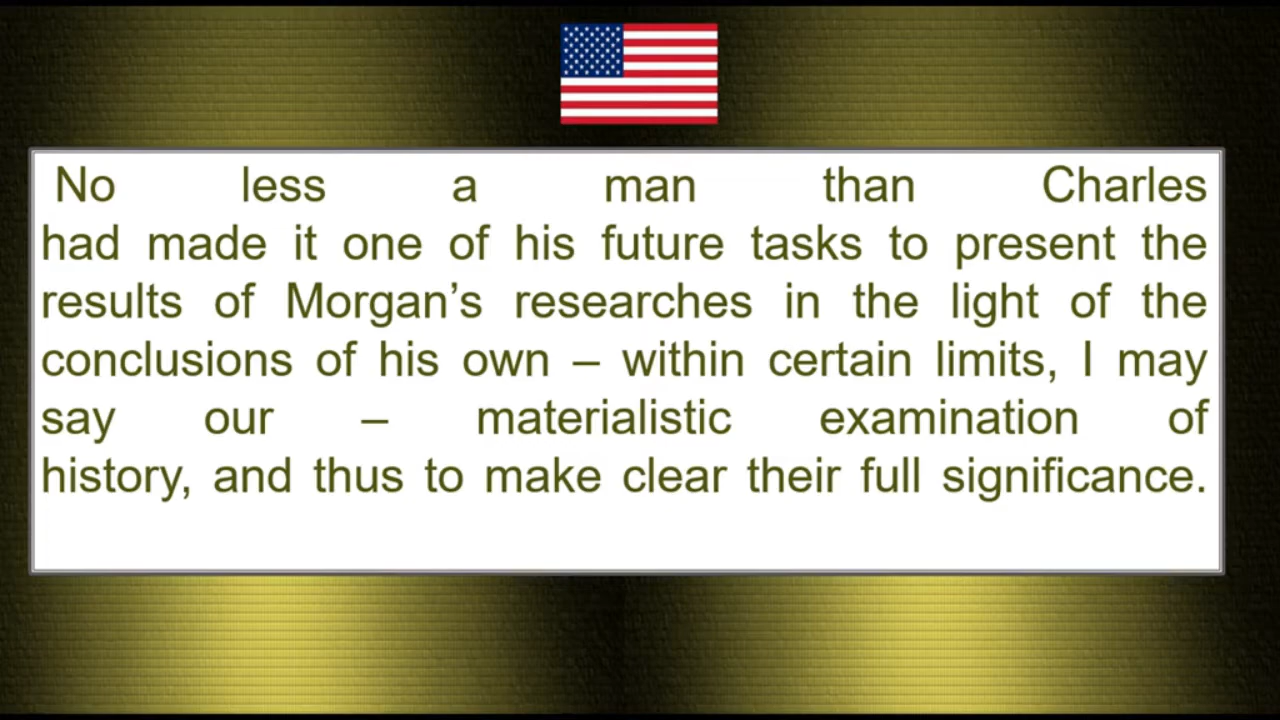 No less a man than Charles
had made it one of his future tasks to present the
results of Morgan’s researches in the light of the
conclusions of his own – within certain limits, I may
say our – materialistic examination of
history, and thus to make clear their full significance.